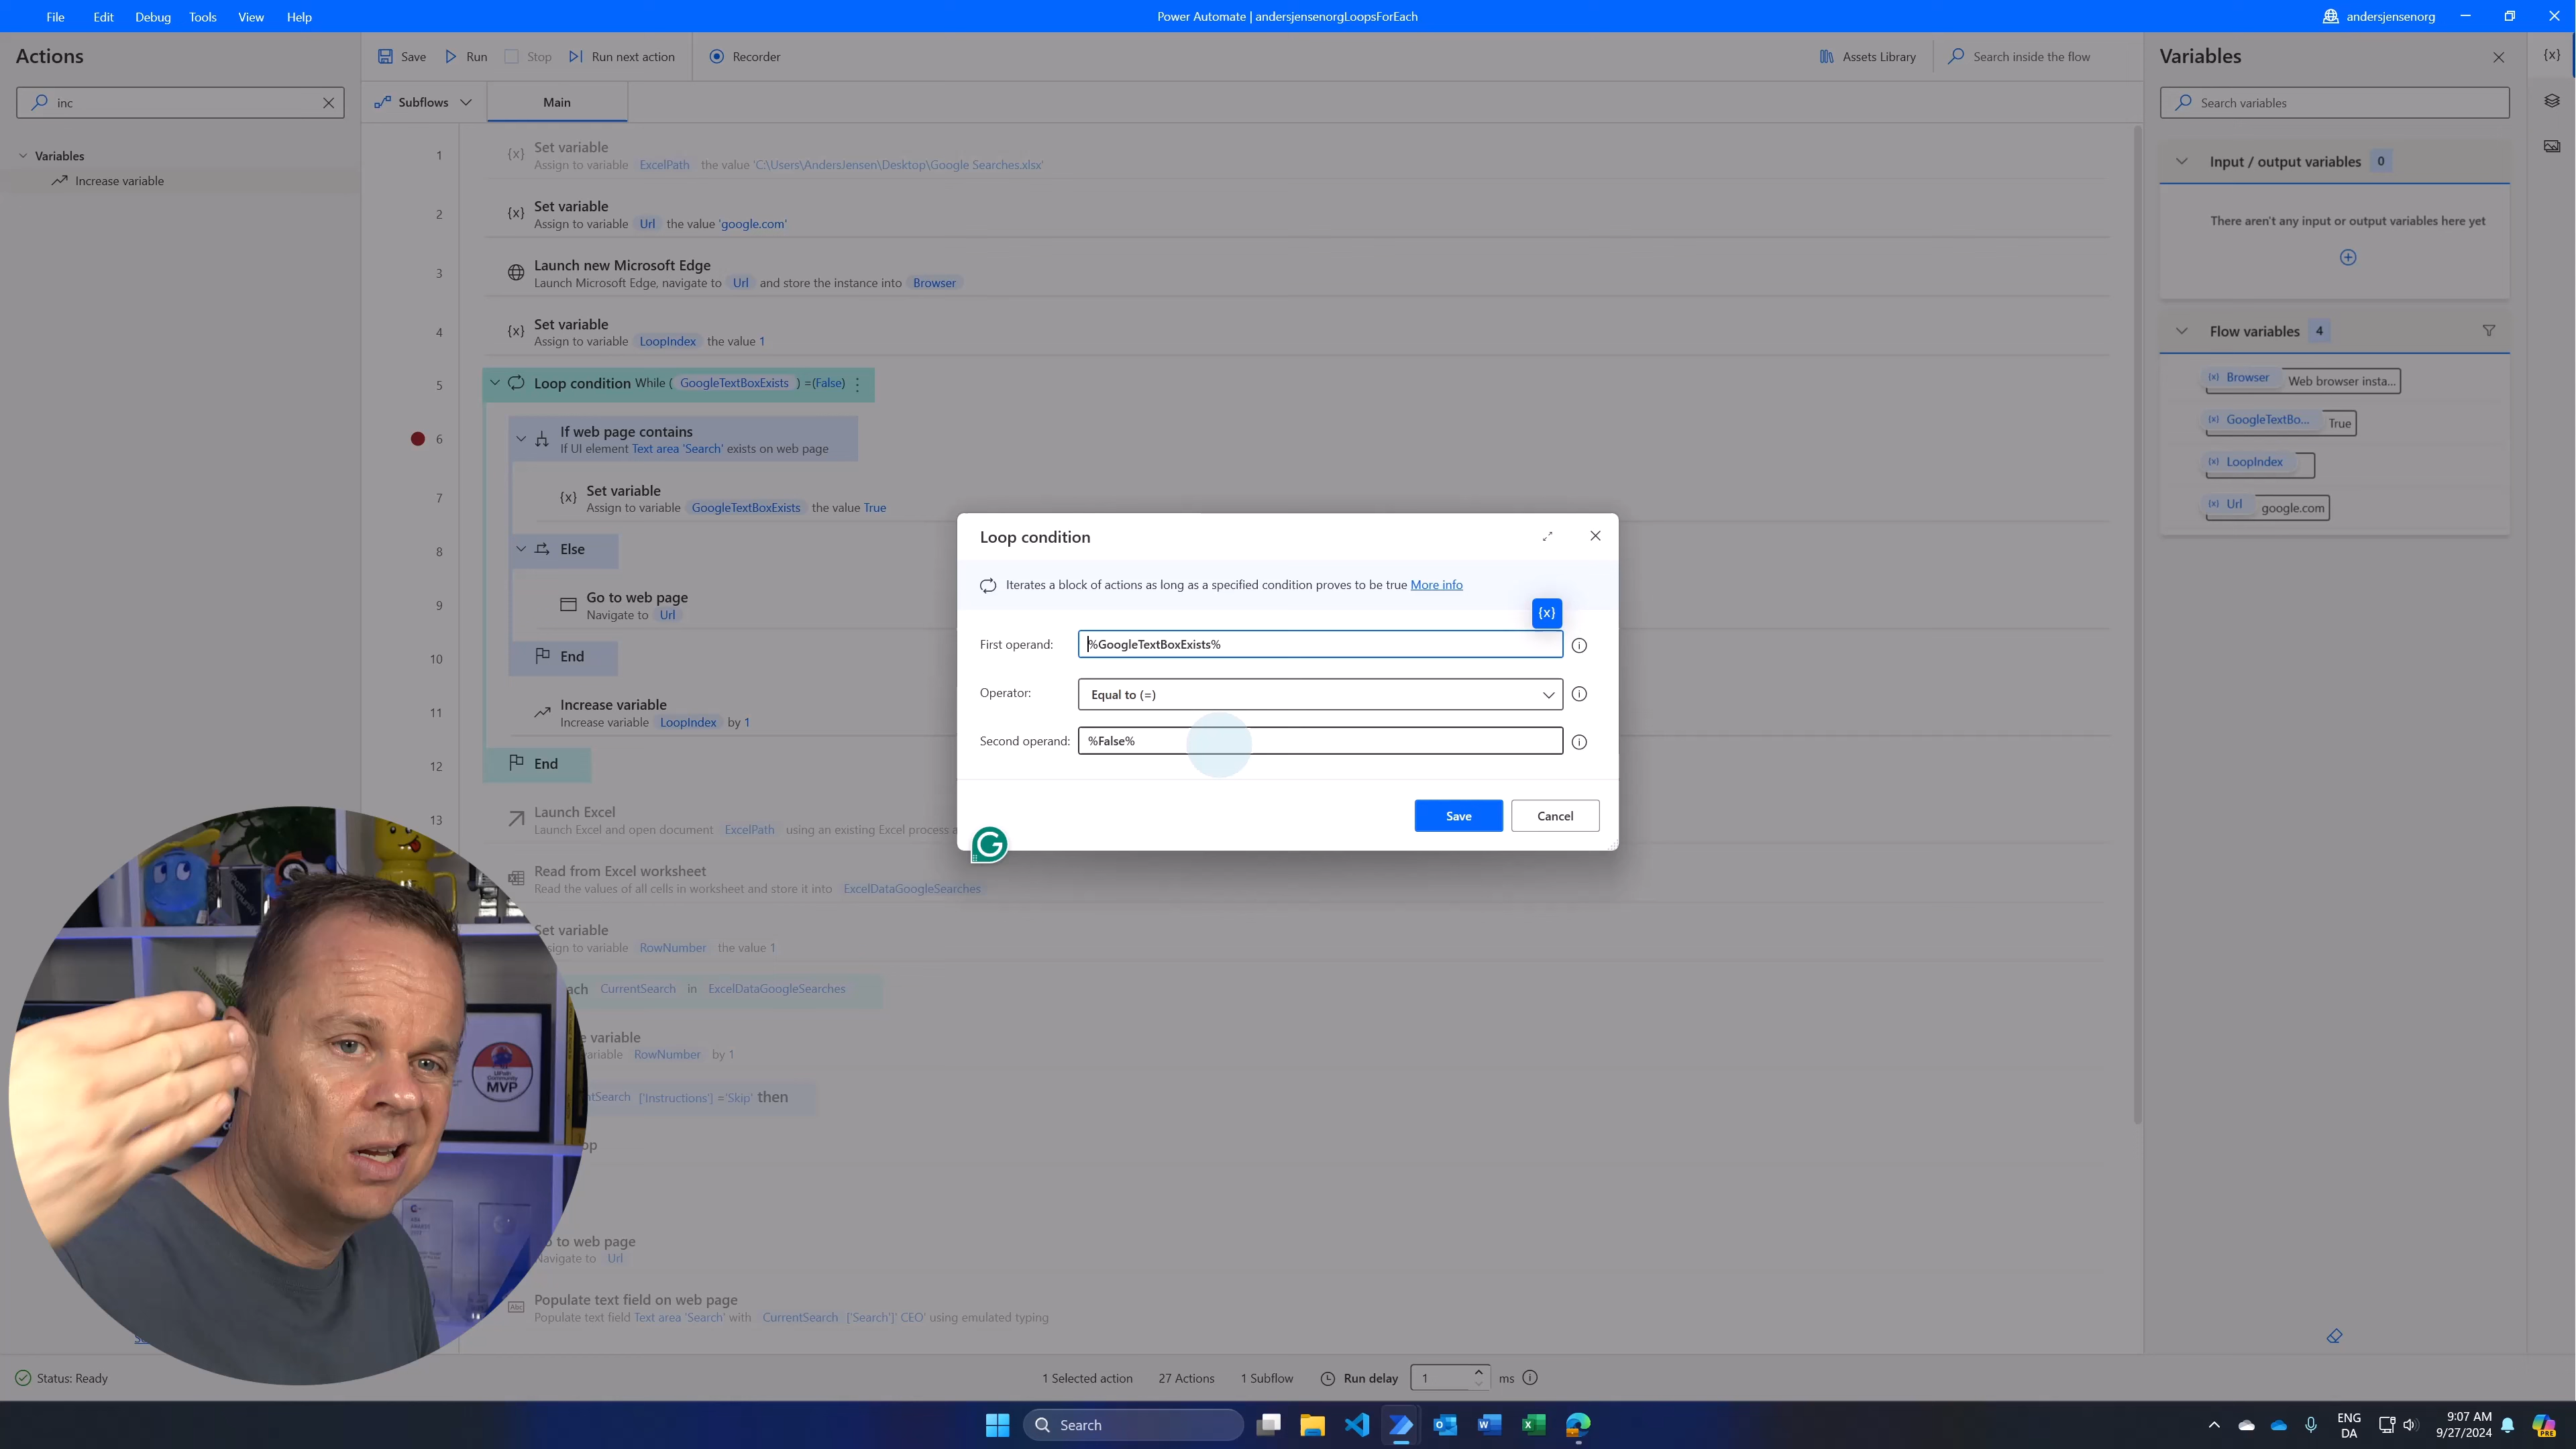 File Edit Debug Tools View Help
Power Automate | andersjensenorgLoopsForEach
andersjensenorg
Actions
inc
Variables
Increase variable
Save Run Stop Run next action Recorder
Assets Library Search inside the flow
Subflows Main
1 Set variable
Assign to variable ExcelPath the value 'C:\Users\AndersJensen\Desktop\Google Searches.xlsx'
2 Set variable
Assign to variable Url the value 'google.com'
3 Launch new Microsoft Edge
Launch Microsoft Edge, navigate to Url and store the instance into Browser
4 Set variable
Assign to variable LoopIndex the value 1
5 Loop condition While ( GoogleTextBoxExists ) =(False)
6 If web page contains
If UI element Text area 'Search' exists on web page
7 Set variable
Assign to variable GoogleTextBoxExists the value True
8 Else
9 Go to web page
Navigate to Url
10 End
11 Increase variable
Increase variable LoopIndex by 1
12 End
13 Launch Excel
Launch Excel and open document ExcelPath using an existing Excel process
Read from Excel worksheet
Read the values of all cells in worksheet and store it into ExcelDataGoogleSearches
Set variable
to variable RowNumber the value 1
CurrentSearch in ExcelDataGoogleSearches
variable
variable RowNumber by 1
['Instructions'] ='Skip' then
to web page
Navigate to Url
Populate text field on web page
Populate text field Text area 'Search' with CurrentSearch ['Search']' CEO' using emulated typing
Loop condition
Iterates a block of actions as long as a specified condition proves to be true More info
{x}
First operand: %GoogleTextBoxExists%
Operator: Equal to (=)
Second operand: %False%
Save Cancel
Variables
{x}
Search variables
Input / output variables 0
There aren't any input or output variables here yet
Flow variables 4
Browser Web browser insta...
GoogleTextBo... True
LoopIndex
Url google.com
MVP
Status: Ready
1 Selected action 27 Actions 1 Subflow Run delay 1 ms
Search
ENG
DA
9:07 AM
9/27/2024
PRE